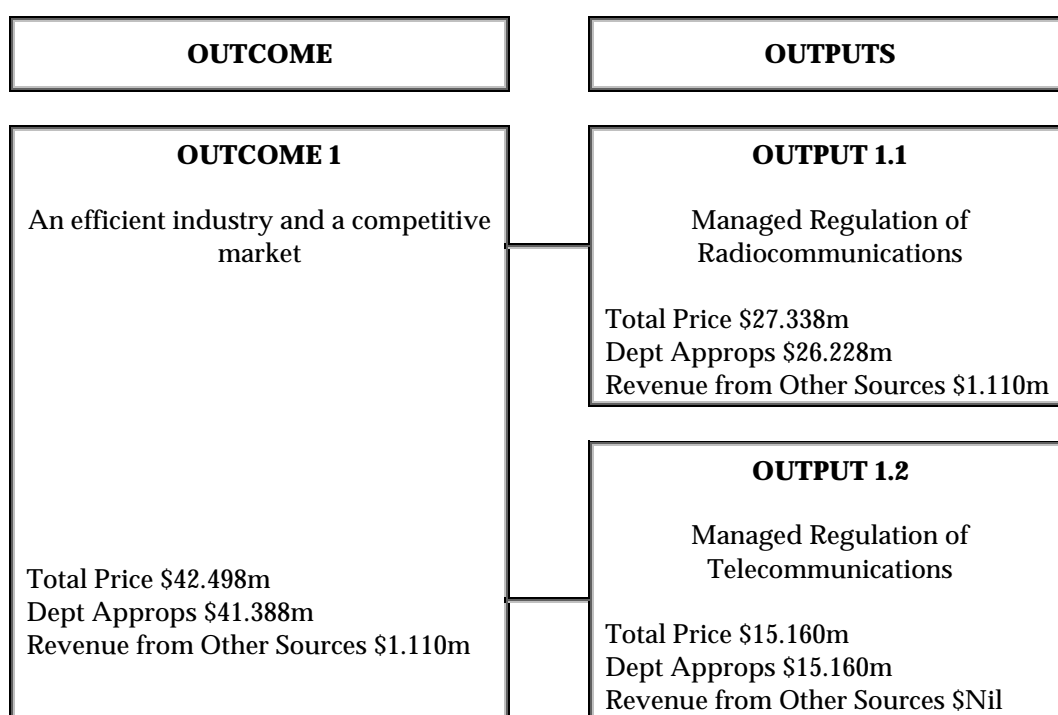 OUTCOME
OUTPUTS
OUTCOME 1
An efficient industry and a competitive
market
Total Price $42.498m
Dept Approps $41.388m
Revenue from Other Sources $1.110m
OUTPUT 1.1
Managed Regulation of
Radiocommunications
Total Price $27.338m
Dept Approps $26.228m
Revenue from Other Sources $1.110m
OUTPUT 1.2
Managed Regulation of
Telecommunications
Total Price $15.160m
Dept Approps $15.160m
Revenue from Other Sources $Nil